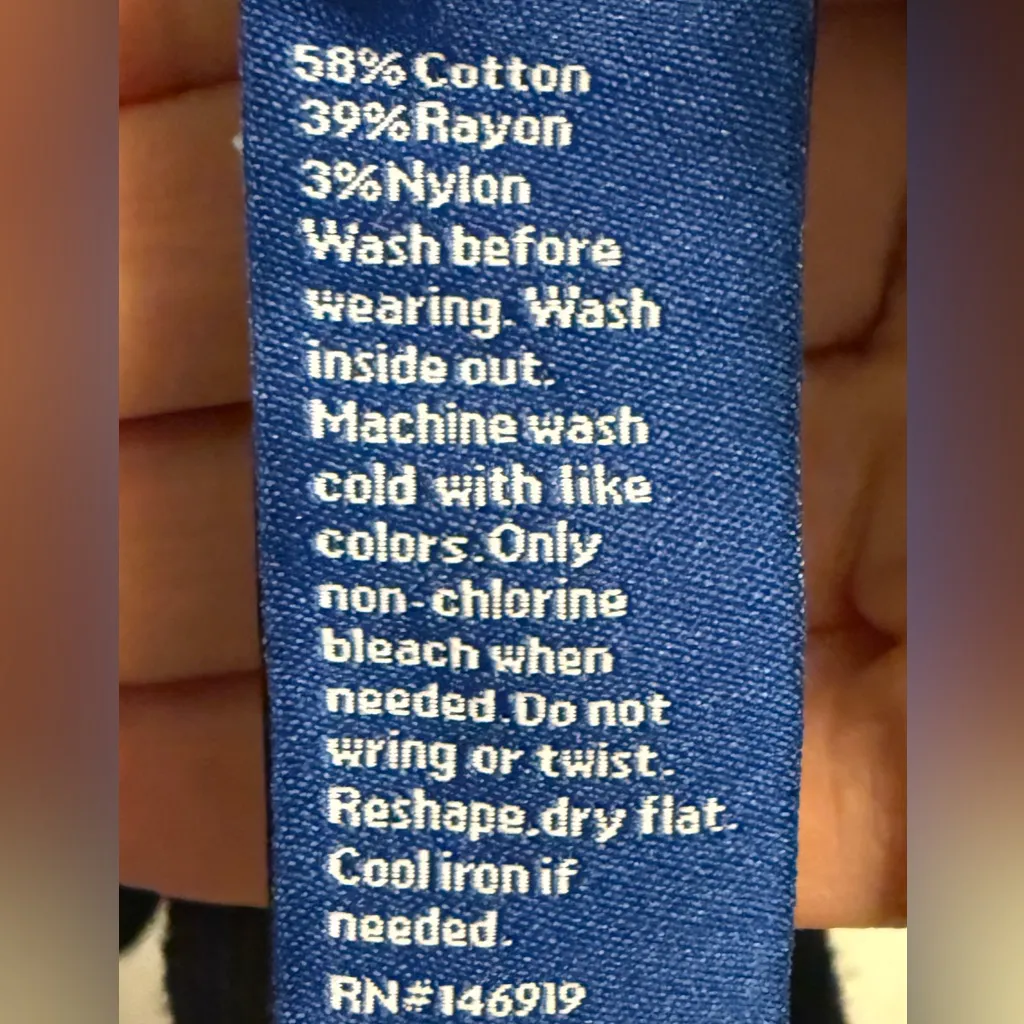 58% Cotton
39% Rayon
3% Nylon
Wash before
wearing. Wash
inside out.
Machine wash
cold with like
colors. Only
non-chlorine
bleach when
needed. Do not
wring or twist.
Reshape, dry flat.
Cool iron if
needed.
RN#146919